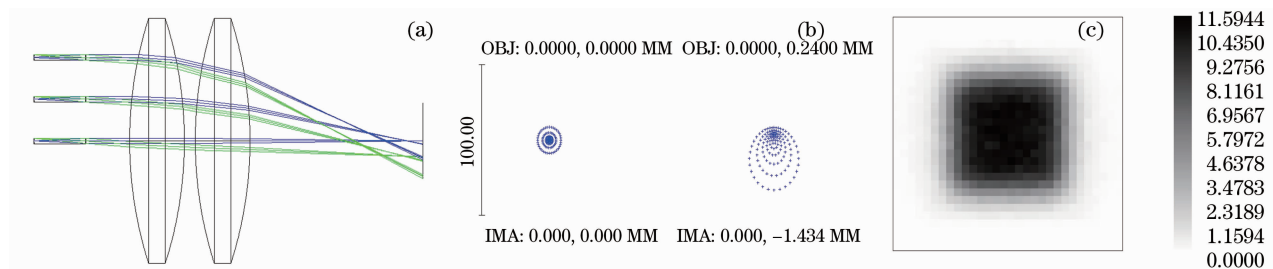 (a)
(b)
OBJ: 0.0000, 0.0000 MM OBJ: 0.0000, 0.2400 MM
100.00
IMA: 0.000, 0.000 MM IMA: 0.000, −1.434 MM
(c)
11.5944
10.4350
9.2756
8.1161
6.9567
5.7972
4.6378
3.4783
2.3189
1.1594
0.0000